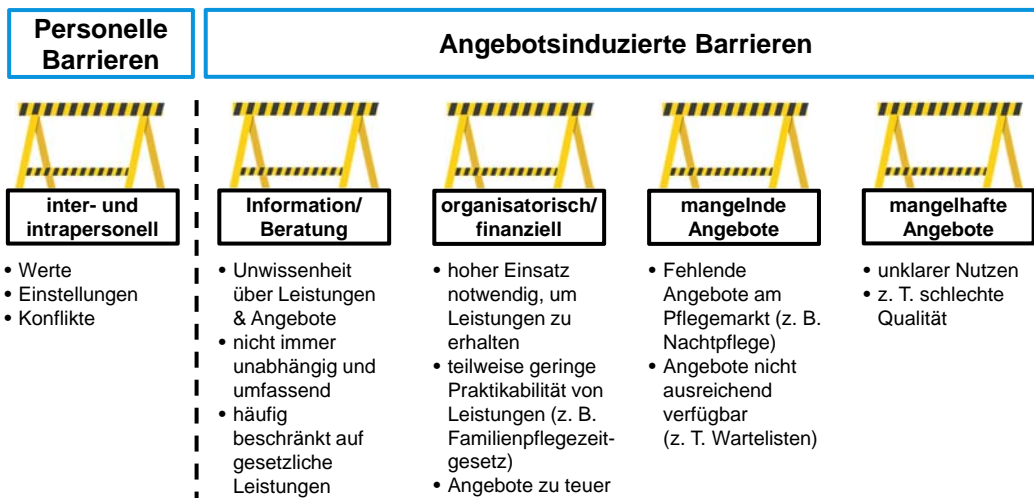 Personelle
Barrieren
Angebotsinduzierte Barrieren
inter- und
intrapersonell
• Werte
• Einstellungen
• Konflikte
Information/
Beratung
• Unwissenheit
über Leistungen
& Angebote
• nicht immer
unabhängig und
umfassend
• häufig
beschränkt auf
gesetzliche
Leistungen
organisatorisch/
finanziell
• hoher Einsatz
notwendig, um
Leistungen zu
erhalten
• teilweise geringe
Praktikabilität von
Leistungen (z. B.
Familienpflegezeit-
gesetz)
• Angebote zu teuer
mangelnde
Angebote
• Fehlende
Angebote am
Pflegemarkt (z. B.
Nachtpflege)
• Angebote nicht
ausreichend
verfügbar
(z. T. Wartelisten)
mangelhafte
Angebote
• unklarer Nutzen
• z. T. schlechte
Qualität